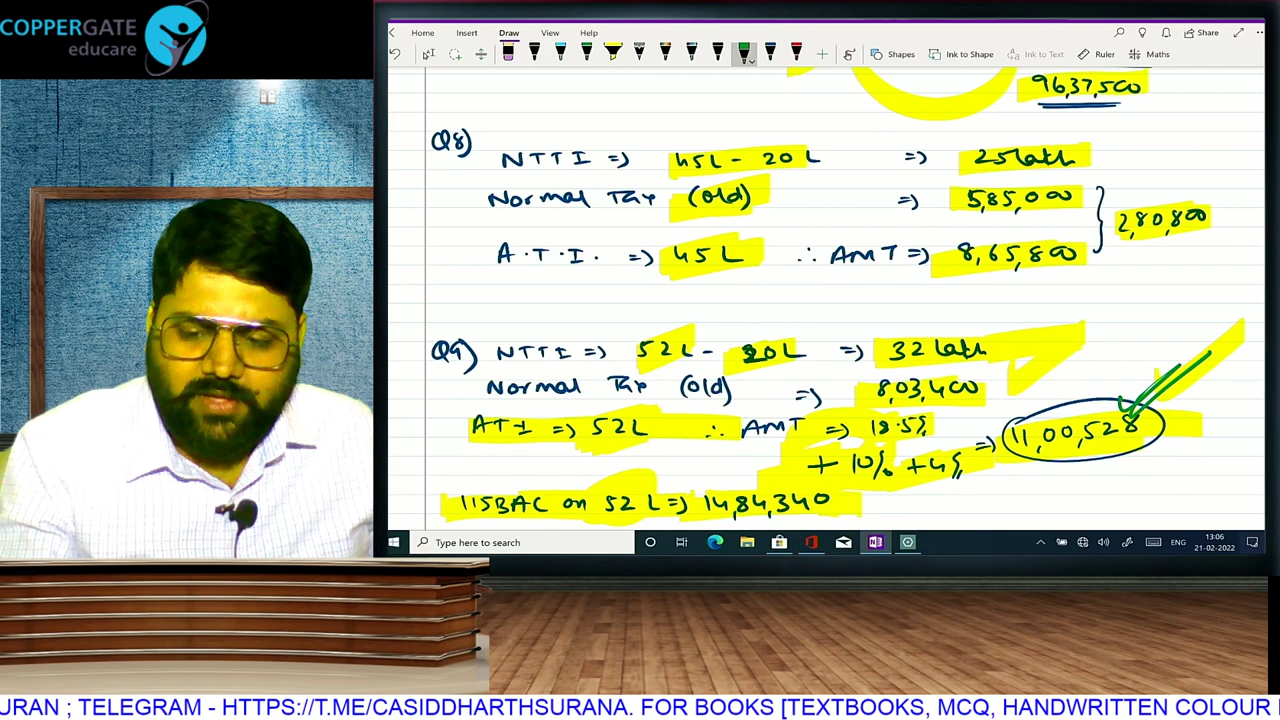 COPPERGATE
educare
Home Insert Draw View Help
Share
Shapes Ink to Shape Ink to Text Ruler Maths
96,37,500
Q8) NTTI => 45L - 20L => 25 lakh
Normal Tax (old) => 5,85,000
2,80,800
A.T.I. => 45L ∴ AMT => 8,65,800
Q9) NTTI => 52L - 20L => 32 lakh
Normal Tax (old) => 8,03,400
ATI => 52L ∴ AMT => 18.5%
+ 10% + 4% => 11,00,528
115BAC on 52L => 14,84,340
Type here to search
ENG
13:06
21-02-2022
URAN ; TELEGRAM - HTTPS://T.ME/CASIDDHARTHSURANA. FOR BOOKS [TEXTBOOKS, MCQ, HANDWRITTEN COLOUR